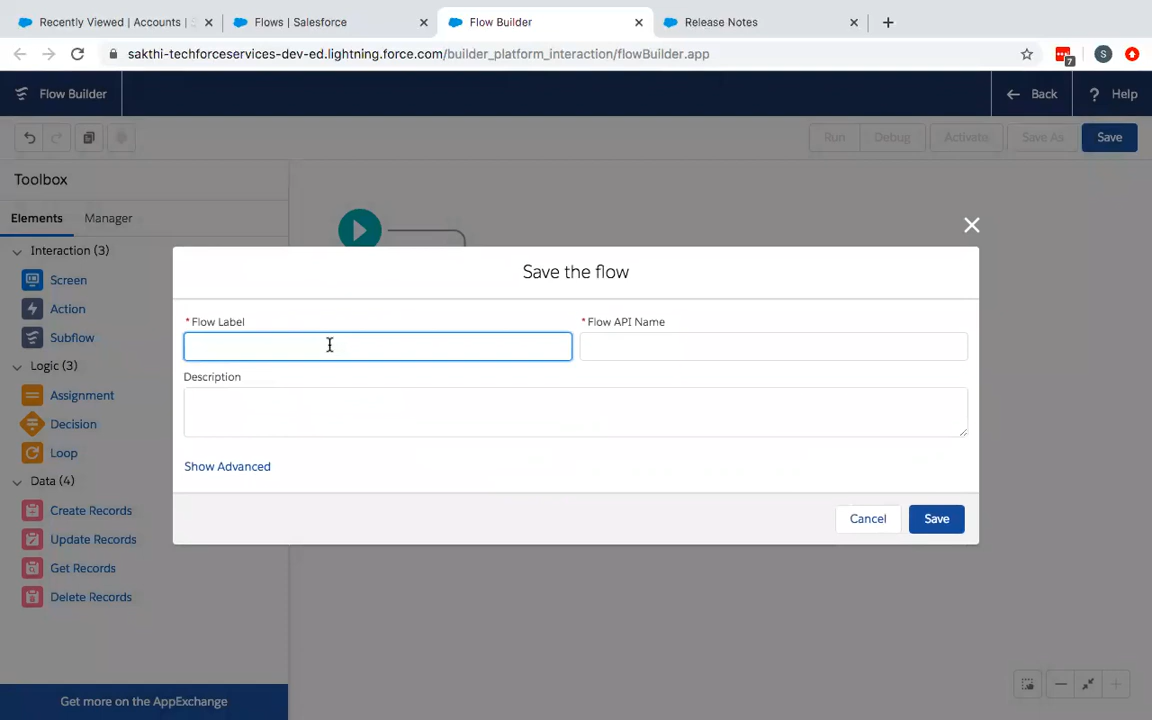 Recently Viewed | Accounts |
Flows | Salesforce
Flow Builder
Release Notes
sakthi-techforceservices-dev-ed.lightning.force.com/builder_platform_interaction/flowBuilder.app
7
S
Flow Builder
Back
? Help
Run
Debug
Activate
Save As
Save
Toolbox
Elements
Manager
Interaction (3)
Screen
Action
Subflow
Logic (3)
Assignment
Decision
Loop
Data (4)
Create Records
Update Records
Get Records
Delete Records
Get more on the AppExchange
Save the flow
* Flow Label
* Flow API Name
Description
Show Advanced
Cancel
Save